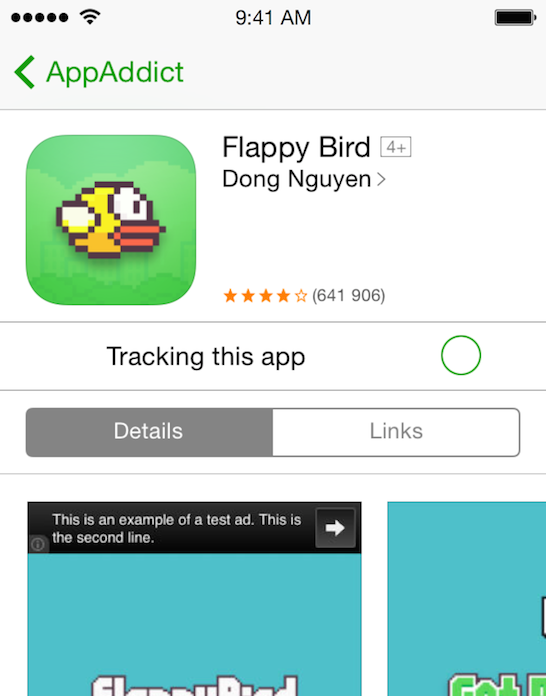 9:41 AM
AppAddict
Flappy Bird 4+
Dong Nguyen
(641 906)
Tracking this app
Details
Links
This is an example of a test ad. This is
the second line.
FlappyBird
Get